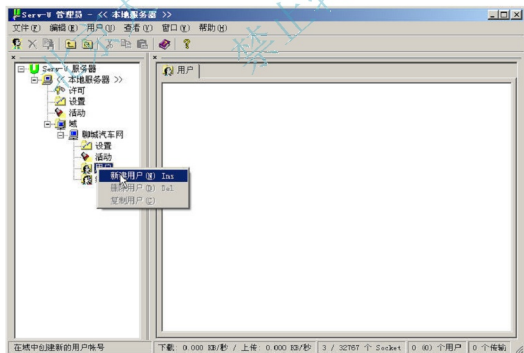 Serv-U 管理员 - << 本地服务器 >>
文件(F) 编辑(E) 用户(U) 查看(V) 窗口(W) 帮助(H)
Serv-U 服务器
<< 本地服务器 >>
许可
设置
活动
域
聊城汽车网
设置
活动
用户
新建用户(N) Ins
删除用户(D) Del
复制用户(C)
用户
在域中创建新的用户帐号
下载: 0.000 KB/秒 / 上传: 0.000 KB/秒
3 / 32767 个 Socket
0 (0) 个用户
0 个传输
禁止